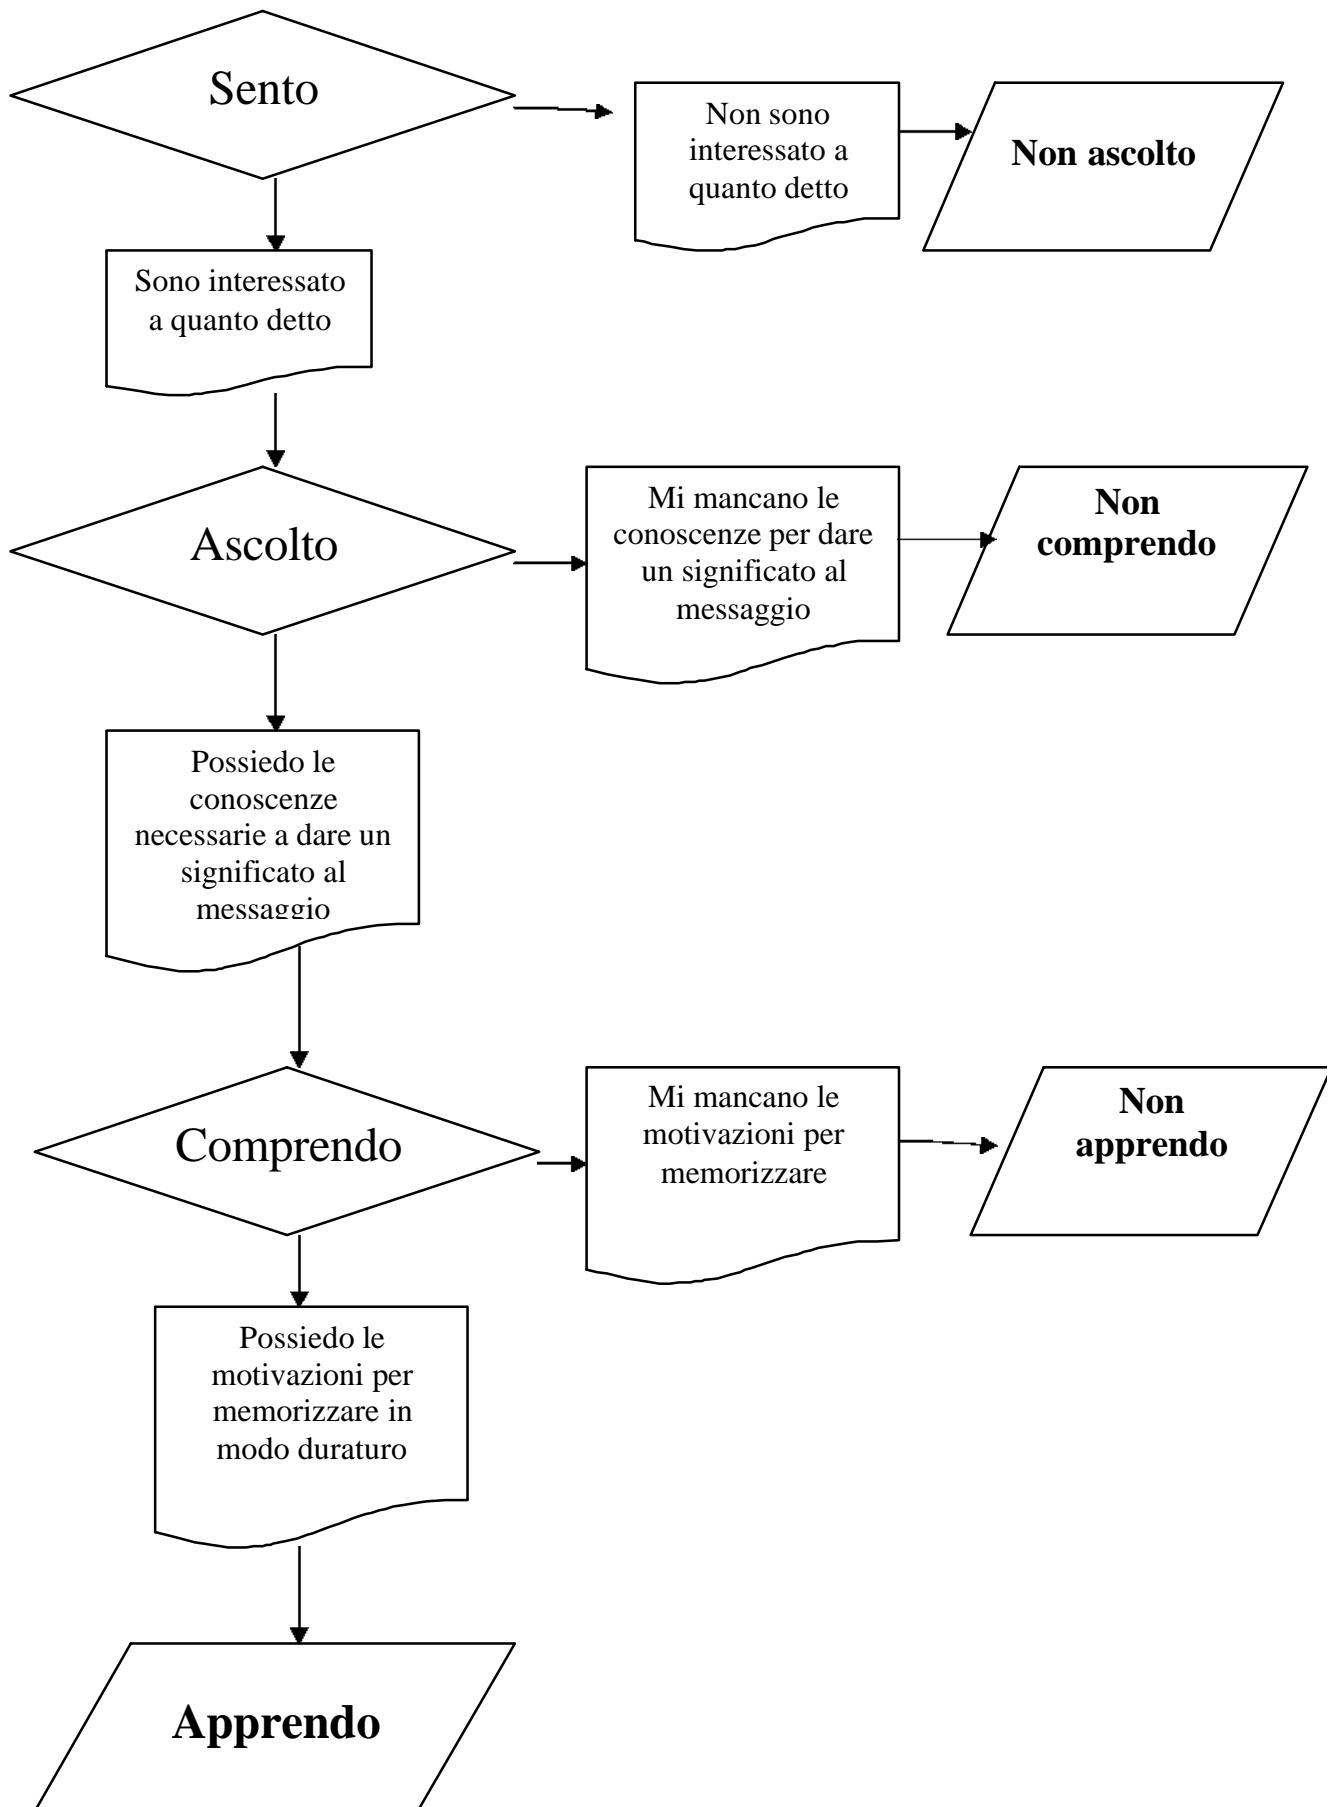 Sento
Non sono
interessato a
quanto detto
Non ascolto
Sono interessato
a quanto detto
Ascolto
Mi mancano le
conoscenze per dare
un significato al
messaggio
Non
comprendo
Possiedo le
conoscenze
necessarie a dare un
significato al
messaggio
Comprendo
Mi mancano le
motivazioni per
memorizzare
Non
apprendo
Possiedo le
motivazioni per
memorizzare in
modo duraturo
Apprendo